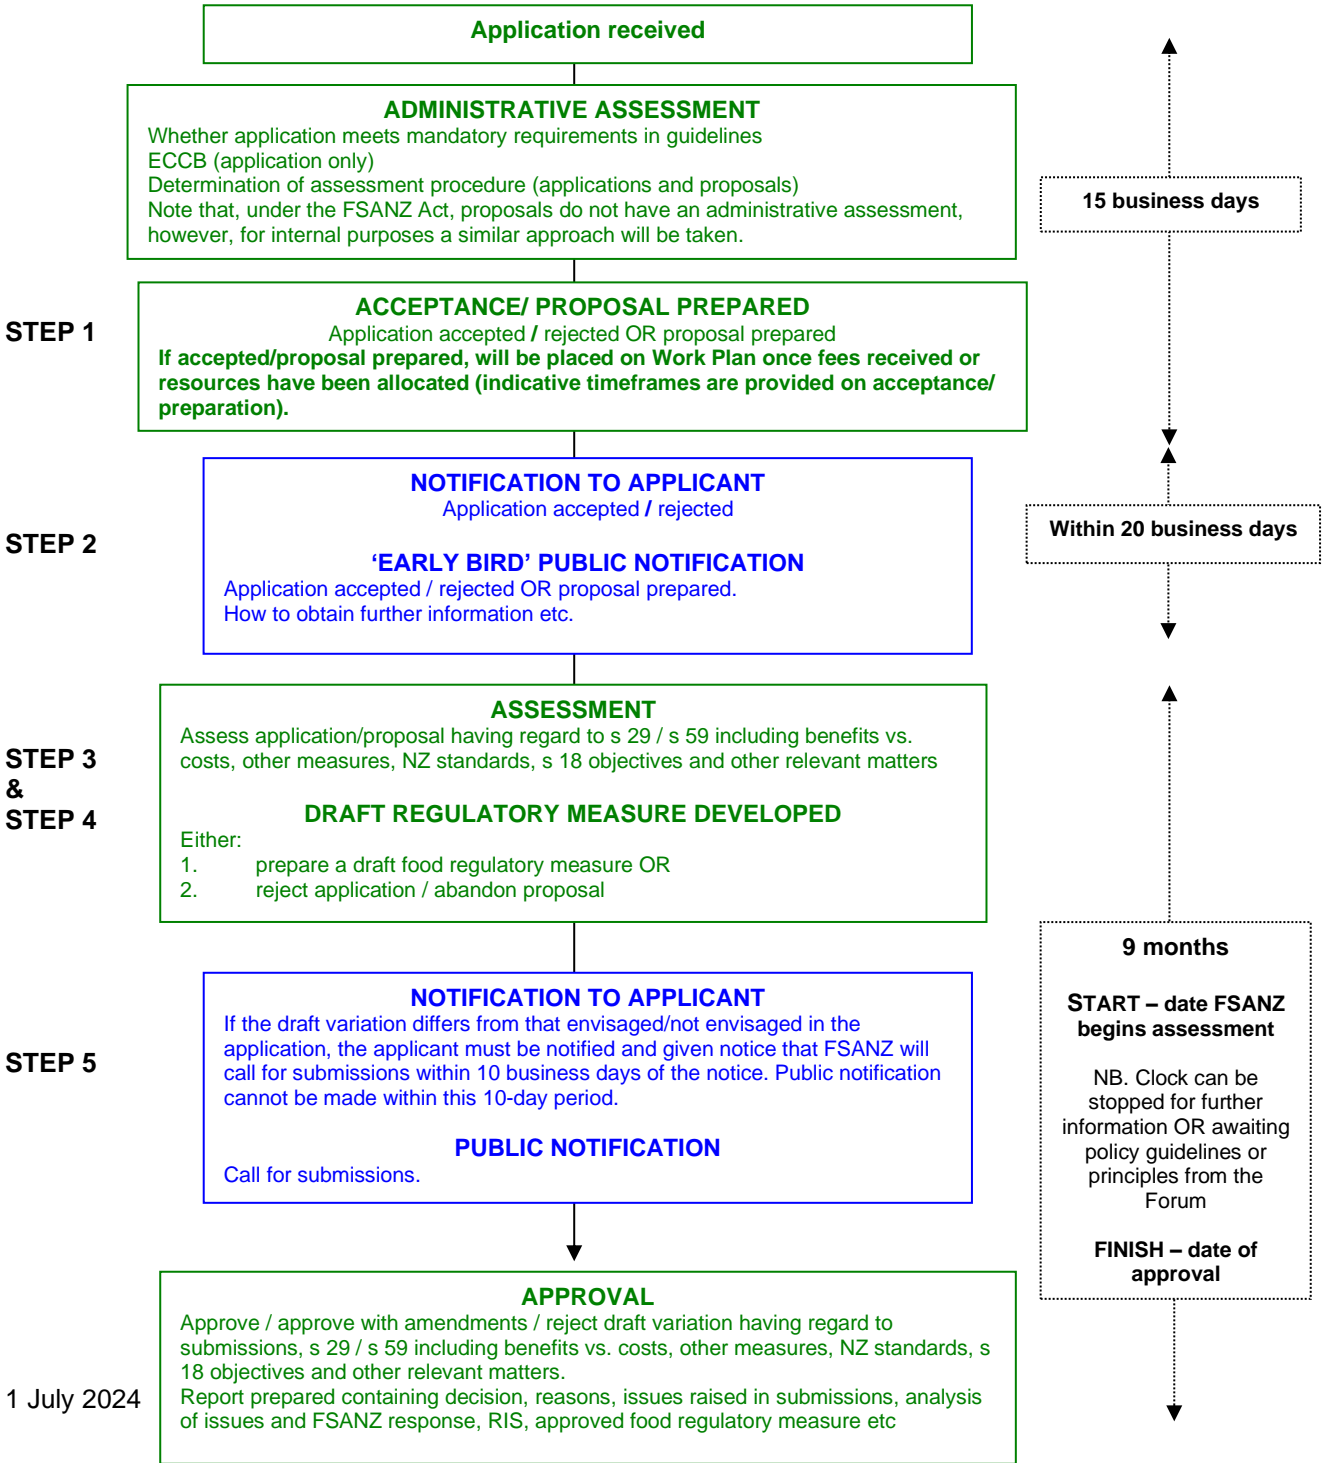 Application received
ADMINISTRATIVE ASSESSMENT
Whether application meets mandatory requirements in guidelines
ECCB (application only)
Determination of assessment procedure (applications and proposals)
Note that, under the FSANZ Act, proposals do not have an administrative assessment,
however, for internal purposes a similar approach will be taken.
15 business days
STEP 1
ACCEPTANCE/ PROPOSAL PREPARED
Application accepted / rejected OR proposal prepared
If accepted/proposal prepared, will be placed on Work Plan once fees received or
resources have been allocated (indicative timeframes are provided on acceptance/
preparation).
STEP 2
NOTIFICATION TO APPLICANT
Application accepted / rejected
‘EARLY BIRD’ PUBLIC NOTIFICATION
Application accepted / rejected OR proposal prepared.
How to obtain further information etc.
Within 20 business days
STEP 3
&
STEP 4
ASSESSMENT
Assess application/proposal having regard to s 29 / s 59 including benefits vs.
costs, other measures, NZ standards, s 18 objectives and other relevant matters
DRAFT REGULATORY MEASURE DEVELOPED
Either:
1. prepare a draft food regulatory measure OR
2. reject application / abandon proposal
STEP 5
NOTIFICATION TO APPLICANT
If the draft variation differs from that envisaged/not envisaged in the
application, the applicant must be notified and given notice that FSANZ will
call for submissions within 10 business days of the notice. Public notification
cannot be made within this 10-day period.
PUBLIC NOTIFICATION
Call for submissions.
9 months
START – date FSANZ
begins assessment
NB. Clock can be
stopped for further
information OR awaiting
policy guidelines or
principles from the
Forum
FINISH – date of
approval
APPROVAL
Approve / approve with amendments / reject draft variation having regard to
submissions, s 29 / s 59 including benefits vs. costs, other measures, NZ standards, s
18 objectives and other relevant matters.
Report prepared containing decision, reasons, issues raised in submissions, analysis
of issues and FSANZ response, RIS, approved food regulatory measure etc
1 July 2024